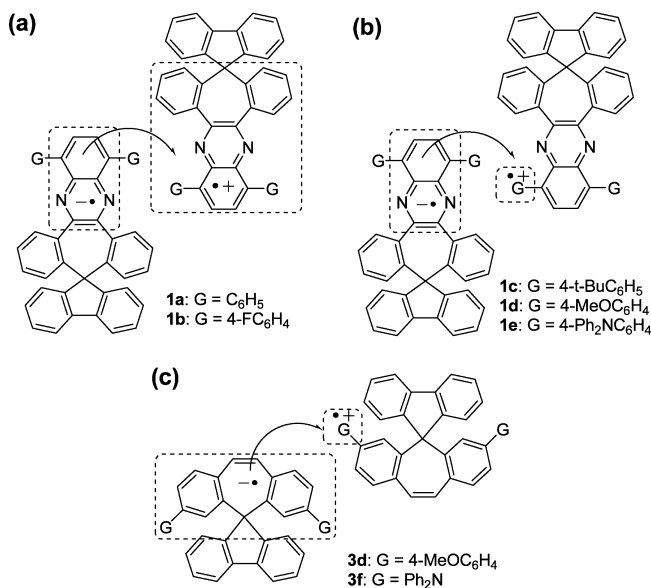 (a)
(b)
G
G
N
N
–•
N
N
G
•+
G
1a: G = C6H5
1b: G = 4-FC6H4
G
G
N
N
–•
N
N
•+
G
G
1c: G = 4-t-BuC6H5
1d: G = 4-MeOC6H4
1e: G = 4-Ph2NC6H4
(c)
–•
G
G
•+
G
G
3d: G = 4-MeOC6H4
3f: G = Ph2N